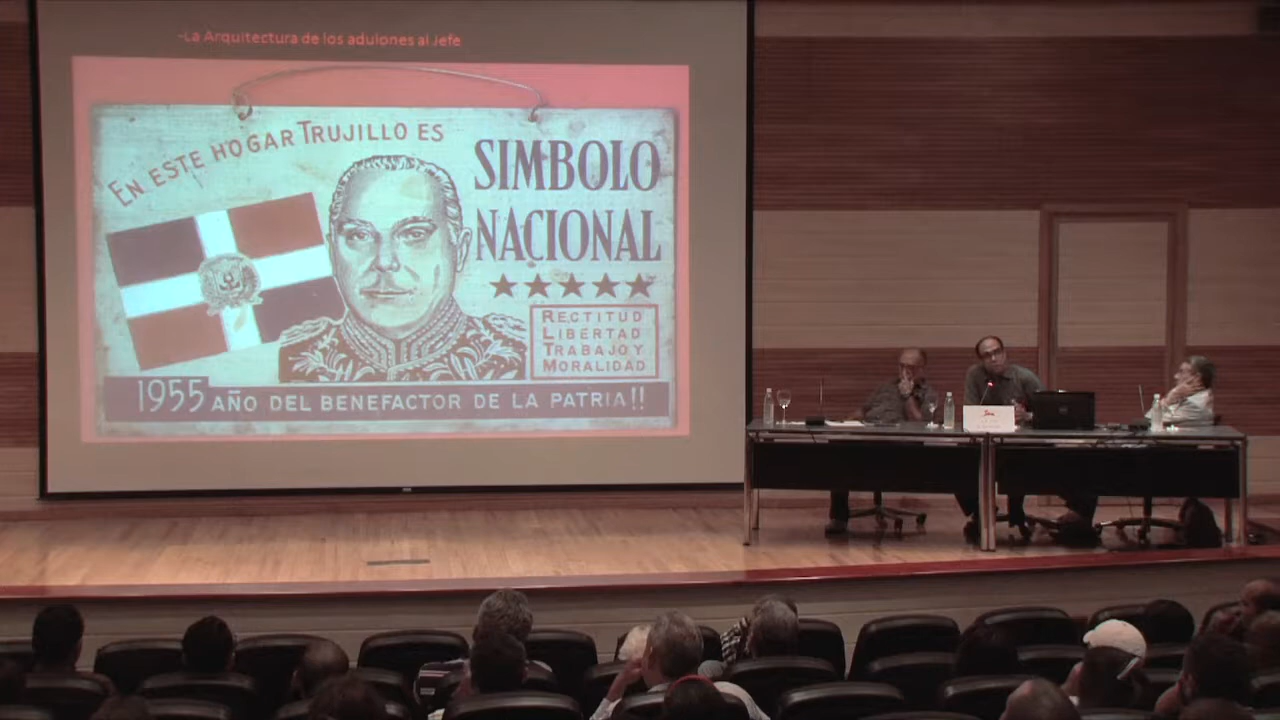 -La Arquitectura de los adulones al Jefe
EN ESTE HOGAR TRUJILLO ES
SIMBOLO
NACIONAL
RECTITUD
LIBERTAD
TRABAJO Y
MORALIDAD
1955 AÑO DEL BENEFACTOR DE LA PATRIA!!